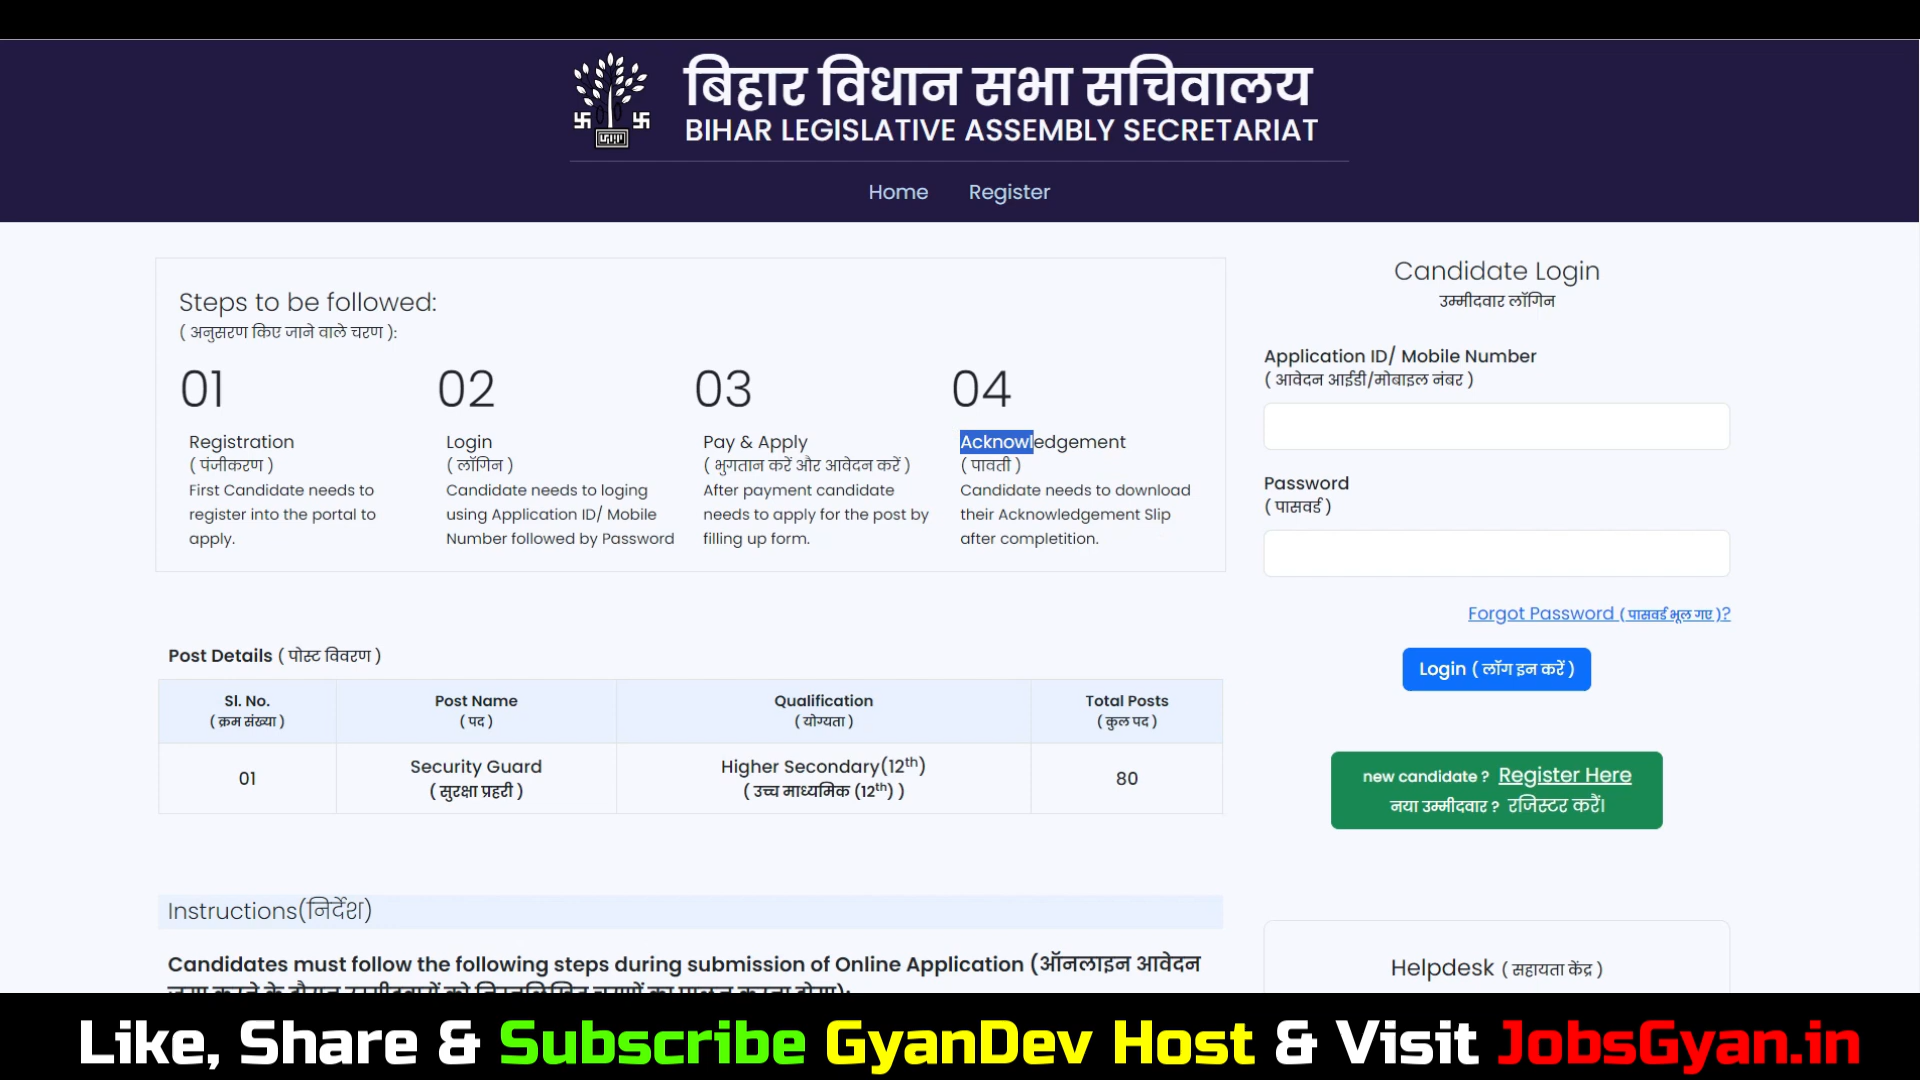 बिहार विधान सभा सचिवालय
BIHAR LEGISLATIVE ASSEMBLY SECRETARIAT
Home Register
Steps to be followed:
( अनुसरण किए जाने वाले चरण ):
01 02 03 04
Registration Login Pay & Apply Acknowledgement
( पंजीकरण ) ( लॉगिन ) ( भुगतान करें और आवेदन करें ) ( पावती )
First Candidate needs to Candidate needs to loging After payment candidate Candidate needs to download
register into the portal to using Application ID/ Mobile needs to apply for the post by their Acknowledgement Slip
apply. Number followed by Password filling up form. after completition.
Candidate Login
उम्मीदवार लॉगिन
Application ID/ Mobile Number
( आवेदन आईडी/मोबाइल नंबर )
Password
( पासवर्ड )
Forgot Password ( पासवर्ड भूल गए )?
Login ( लॉग इन करें )
new candidate ? Register Here
नया उम्मीदवार ? रजिस्टर करें।
Post Details ( पोस्ट विवरण )
Sl. No. Post Name Qualification Total Posts
( क्रम संख्या ) ( पद ) ( योग्यता ) ( कुल पद )
01 Security Guard Higher Secondary(12th) 80
( सुरक्षा प्रहरी ) ( उच्च माध्यमिक (12th) )
Instructions(निर्देश)
Candidates must follow the following steps during submission of Online Application (ऑनलाइन आवेदन
Helpdesk ( सहायता केंद्र )
Like, Share & Subscribe GyanDev Host & Visit JobsGyan.in